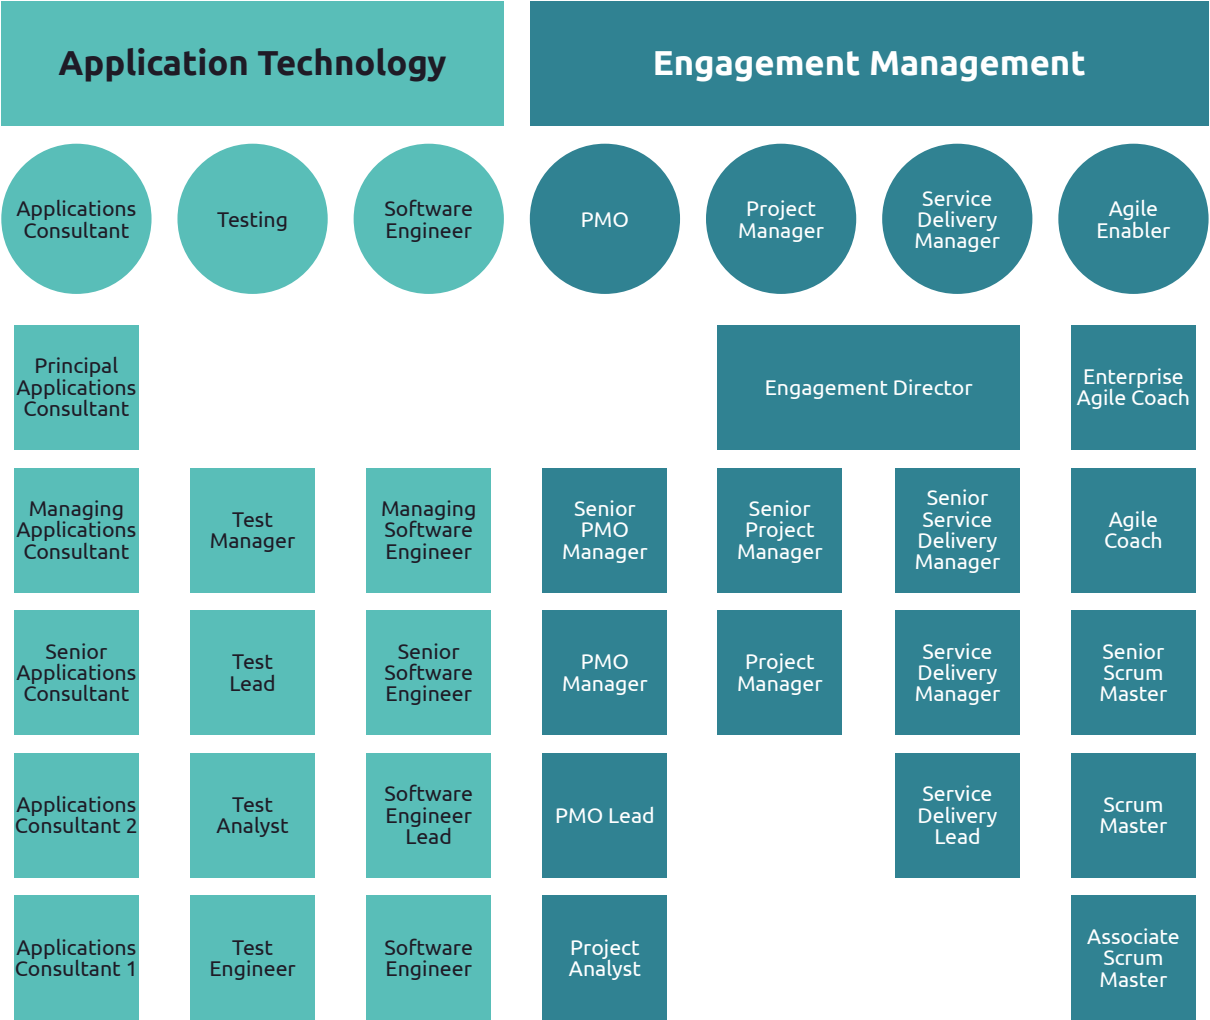 Application Technology
Engagement Management
Applications
Consultant
Testing
Software
Engineer
PMO
Project
Manager
Service
Delivery
Manager
Agile
Enabler
Principal
Applications
Consultant
Engagement Director
Enterprise
Agile Coach
Managing
Applications
Consultant
Test
Manager
Managing
Software
Engineer
Senior
PMO
Manager
Senior
Project
Manager
Senior
Service
Delivery
Manager
Agile
Coach
Senior
Applications
Consultant
Test
Lead
Senior
Software
Engineer
PMO
Manager
Project
Manager
Service
Delivery
Manager
Senior
Scrum
Master
Applications
Consultant 2
Test
Analyst
Software
Engineer
Lead
PMO Lead
Service
Delivery
Lead
Scrum
Master
Applications
Consultant 1
Test
Engineer
Software
Engineer
Project
Analyst
Associate
Scrum
Master